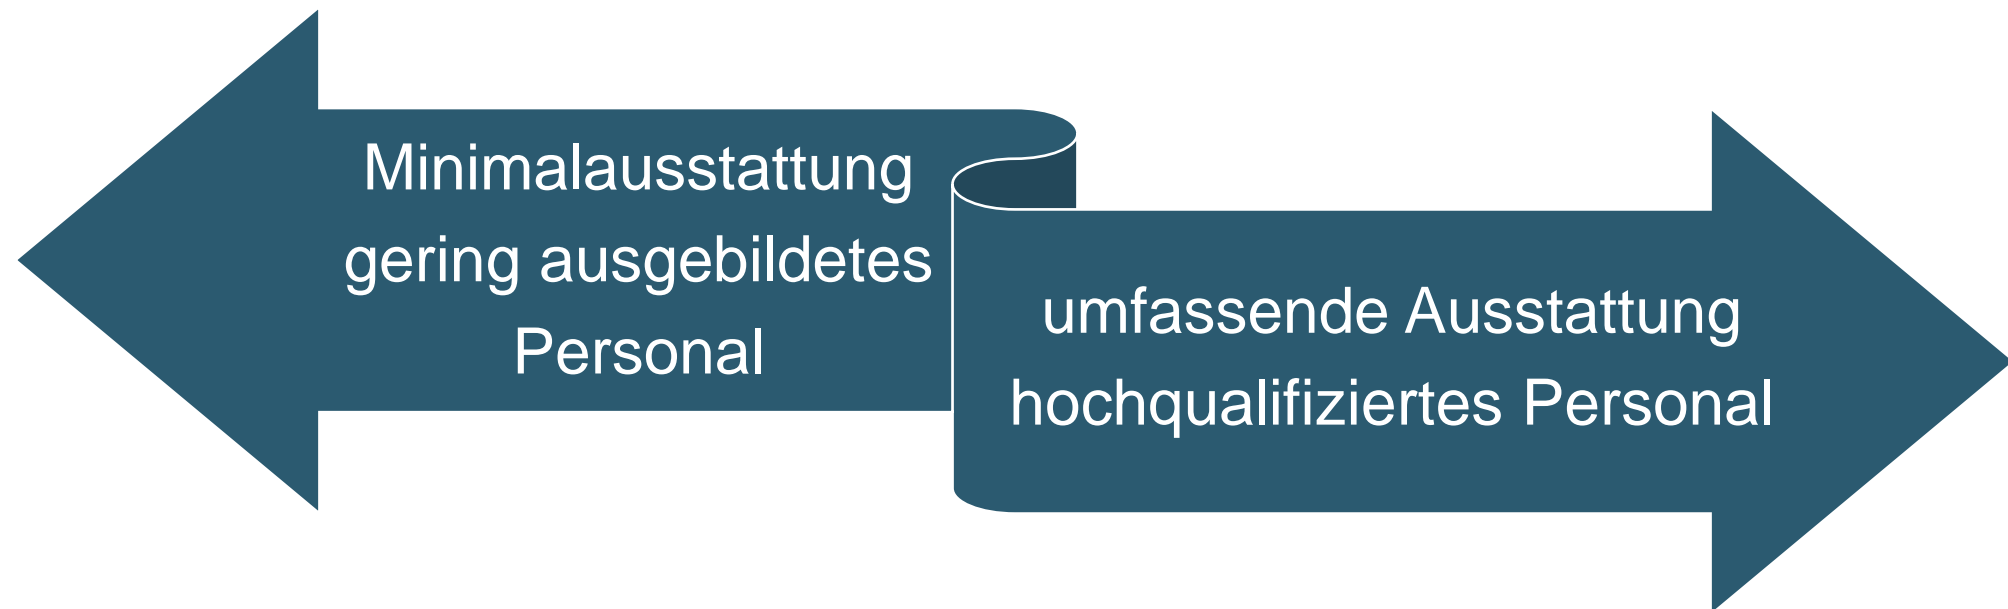 Minimalausstattung
gering ausgebildetes
Personal
umfassende Ausstattung
hochqualifiziertes Personal